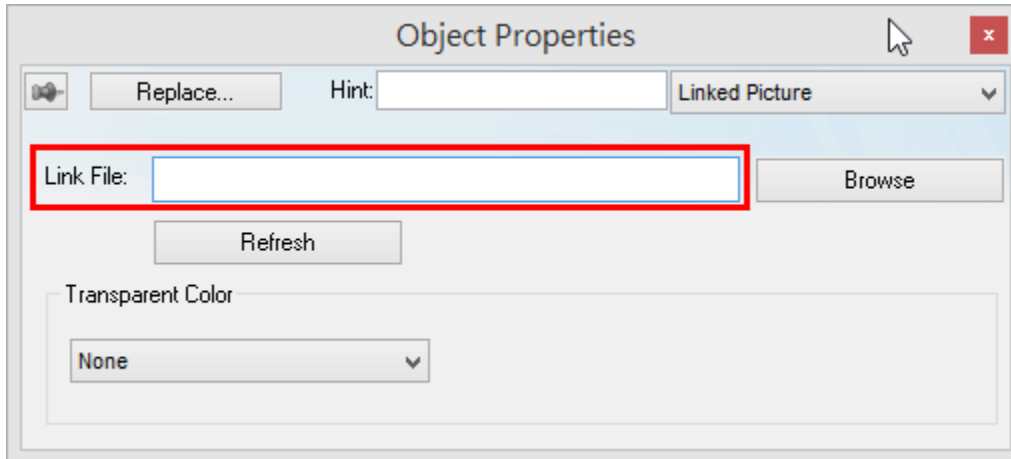 Object Properties
x
Replace... Hint: Linked Picture
Link File: Browse
Refresh
Transparent Color
None